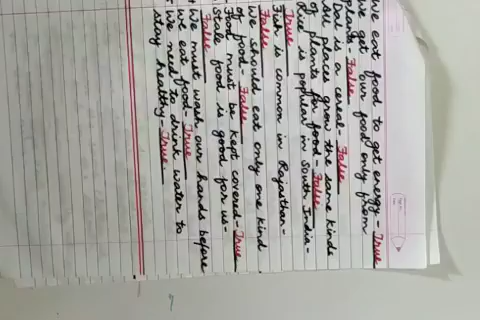 We eat food to get energy- True
We get our food only from
plants- False
Dal is a cereal- False
All places grow the same kinds
of plants for food- False
Rice is popular in South India-
True
Fish is common in Rajasthan-
False
We should eat only one kind
of food- False
Food must be kept covered- True
Stale food is good for us-
False
We must wash our hands before
we eat food- True
We need to drink water to
stay healthy- True